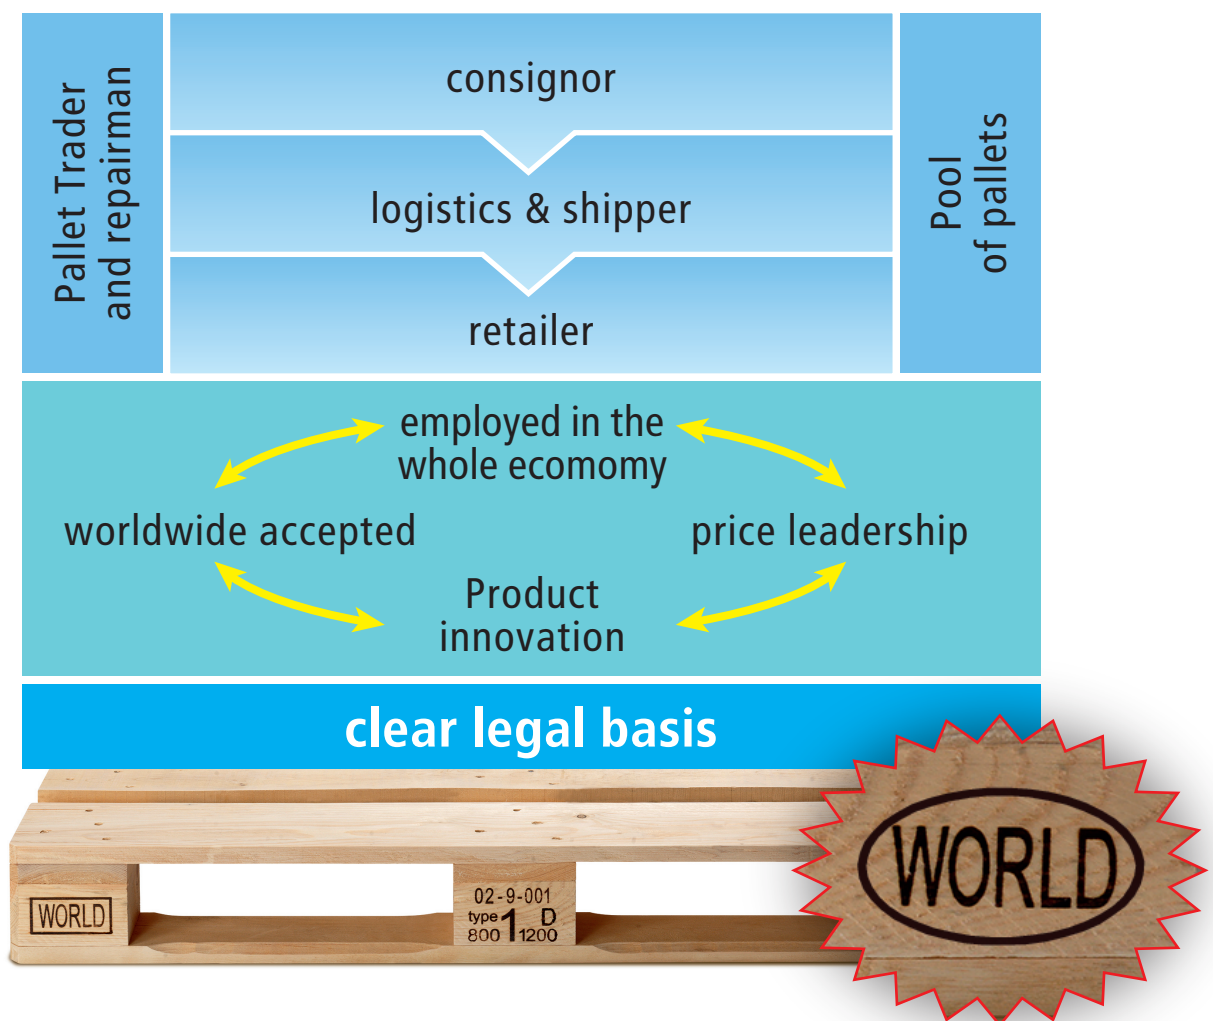 Pallet Trader
and repairman
consignor
logistics & shipper
retailer
Pool
of pallets
employed in the
whole ecomomy
worldwide accepted
price leadership
Product
innovation
clear legal basis
WORLD
02-9-001
type 1 D
800 1200
WORLD